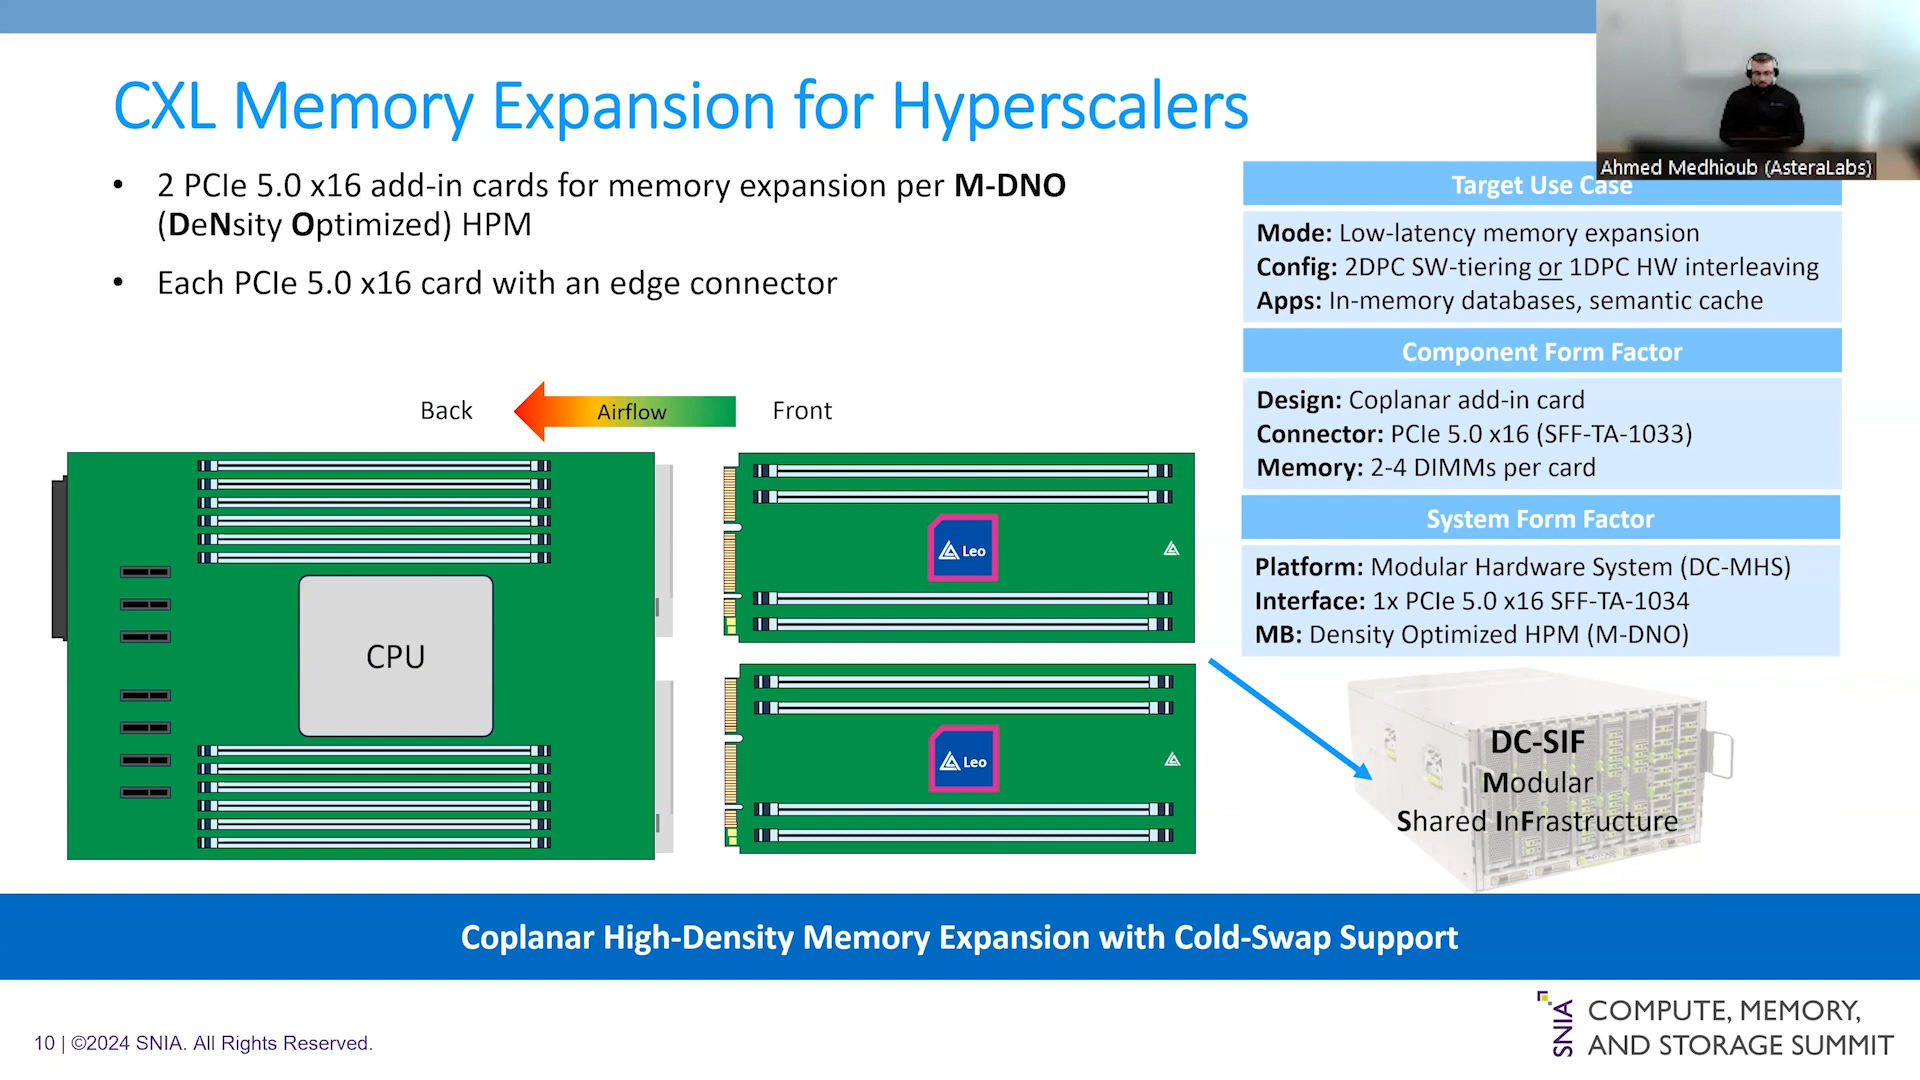 CXL Memory Expansion for Hyperscalers
Ahmed Medhioub (AsteraLabs)
• 2 PCIe 5.0 x16 add-in cards for memory expansion per M-DNO
(DeNsity Optimized) HPM
• Each PCIe 5.0 x16 card with an edge connector
Back
Airflow
Front
CPU
Leo
Leo
Target Use Case
Mode: Low-latency memory expansion
Config: 2DPC SW-tiering or 1DPC HW interleaving
Apps: In-memory databases, semantic cache
Component Form Factor
Design: Coplanar add-in card
Connector: PCIe 5.0 x16 (SFF-TA-1033)
Memory: 2-4 DIMMs per card
System Form Factor
Platform: Modular Hardware System (DC-MHS)
Interface: 1x PCIe 5.0 x16 SFF-TA-1034
MB: Density Optimized HPM (M-DNO)
DC-SIF
Modular
Shared InFrastructure
Coplanar High-Density Memory Expansion with Cold-Swap Support
10 | ©2024 SNIA. All Rights Reserved.
SNIA
COMPUTE, MEMORY,
AND STORAGE SUMMIT